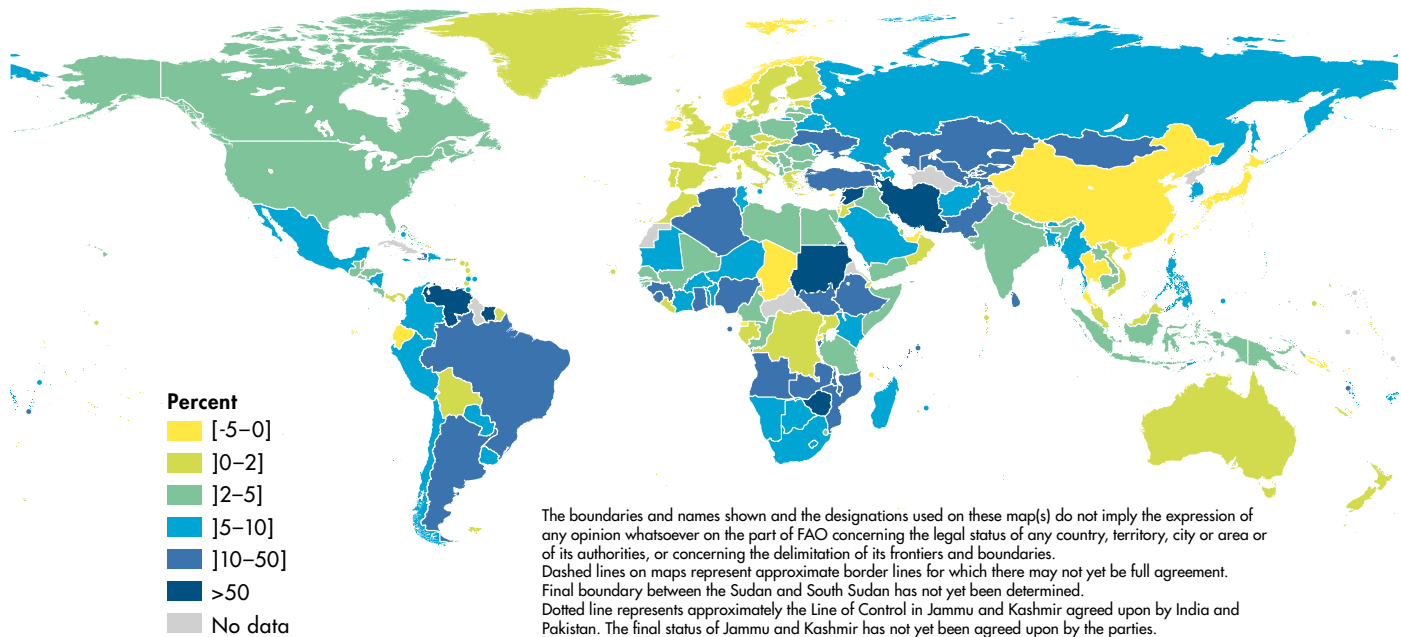 Percent
[-5–0]
]0–2]
]2–5]
]5–10]
]10–50]
>50
No data
The boundaries and names shown and the designations used on these map(s) do not imply the expression of
any opinion whatsoever on the part of FAO concerning the legal status of any country, territory, city or area or
of its authorities, or concerning the delimitation of its frontiers and boundaries.
Dashed lines on maps represent approximate border lines for which there may not yet be full agreement.
Final boundary between the Sudan and South Sudan has not yet been determined.
Dotted line represents approximately the Line of Control in Jammu and Kashmir agreed upon by India and
Pakistan. The final status of Jammu and Kashmir has not yet been agreed upon by the parties.